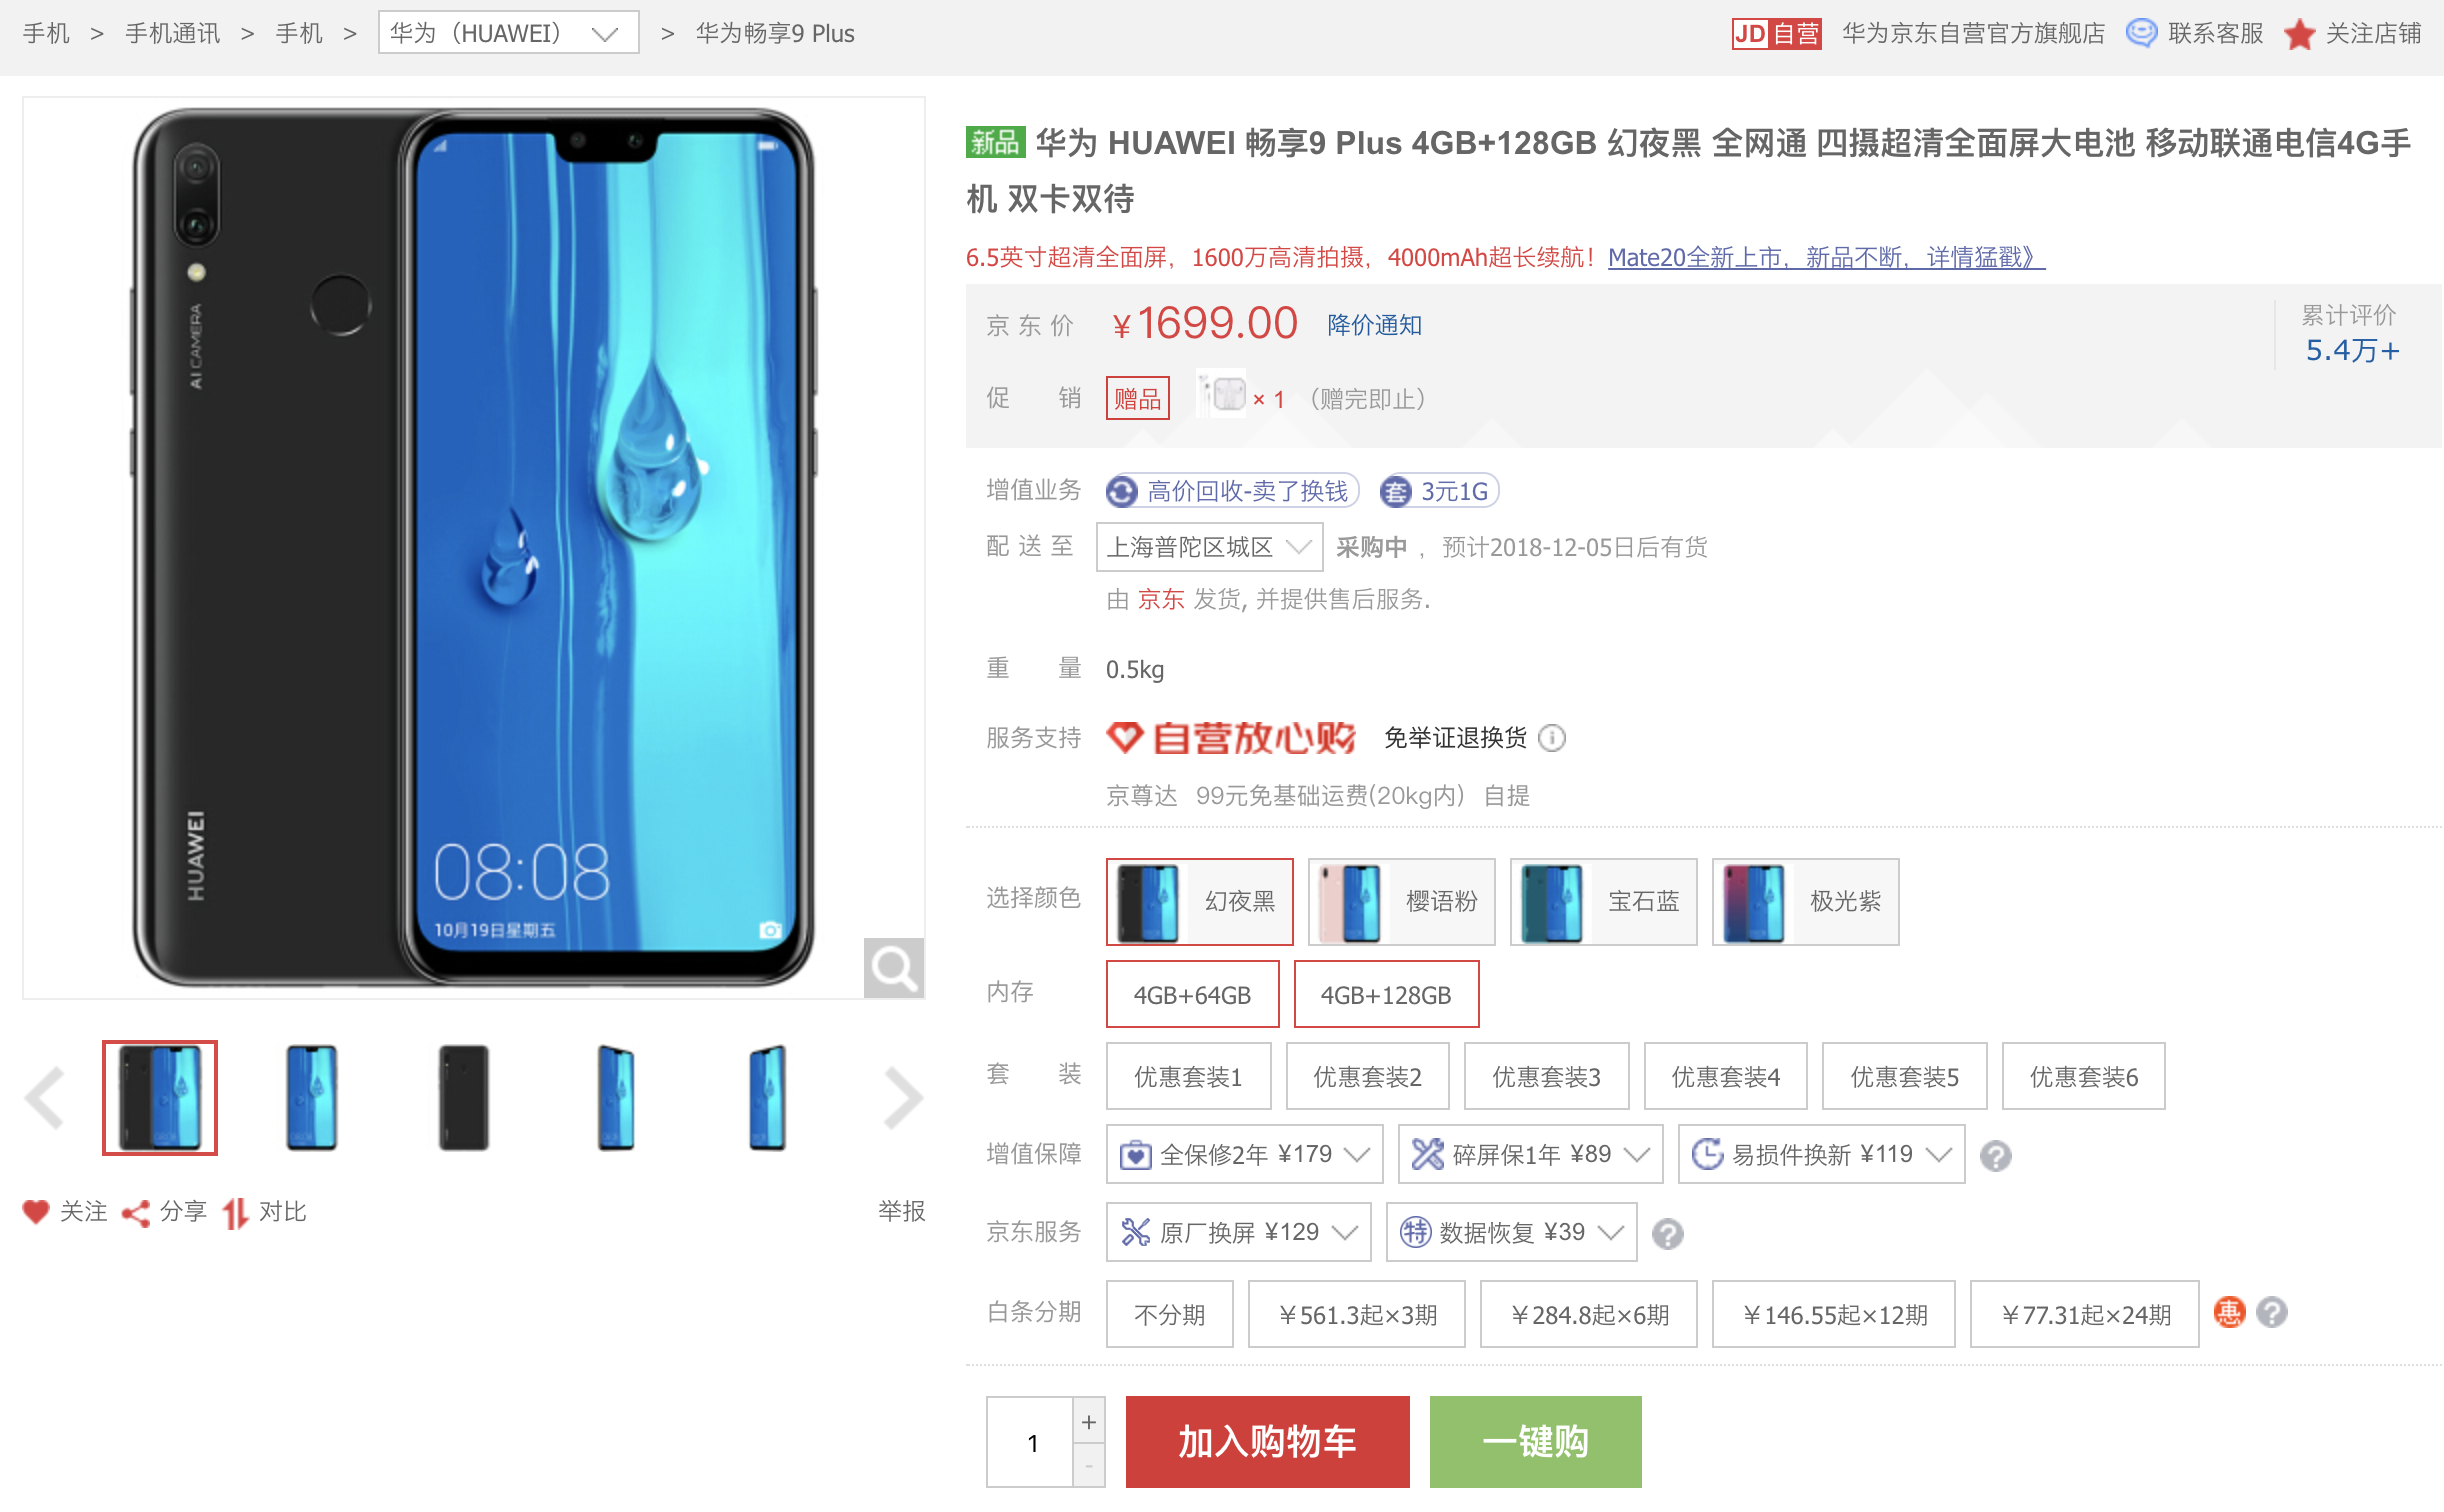 手机 > 手机通讯 > 手机 > 华为（HUAWEI） > 华为畅享9 Plus
JD 自营 华为京东自营官方旗舰店 联系客服 关注店铺
AI CAMERA
HUAWEI
08:08
10月19日星期五
关注 分享 对比 举报
新品 华为 HUAWEI 畅享9 Plus 4GB+128GB 幻夜黑 全网通 四摄超清全面屏大电池 移动联通电信4G手
机 双卡双待
6.5英寸超清全面屏，1600万高清拍摄，4000mAh超长续航！Mate20全新上市，新品不断，详情猛戳》
京东价 ￥1699.00 降价通知
累计评价
5.4万+
促销 赠品 × 1 （赠完即止）
增值业务 高价回收-卖了换钱 套 3元1G
配送至 上海普陀区城区 采购中， 预计2018-12-05日后有货
由 京东 发货, 并提供售后服务.
重量 0.5kg
服务支持 自营放心购 免举证退换货
京尊达 99元免基础运费(20kg内) 自提
选择颜色 幻夜黑 樱语粉 宝石蓝 极光紫
内存 4GB+64GB 4GB+128GB
套装 优惠套装1 优惠套装2 优惠套装3 优惠套装4 优惠套装5 优惠套装6
增值保障 全保修2年 ¥179 碎屏保1年 ¥89 易损件换新 ¥119 ?
京东服务 原厂换屏 ¥129 特 数据恢复 ¥39 ?
白条分期 不分期 ￥561.3起×3期 ￥284.8起×6期 ￥146.55起×12期 ￥77.31起×24期 惠 ?
1 + - 加入购物车 一键购